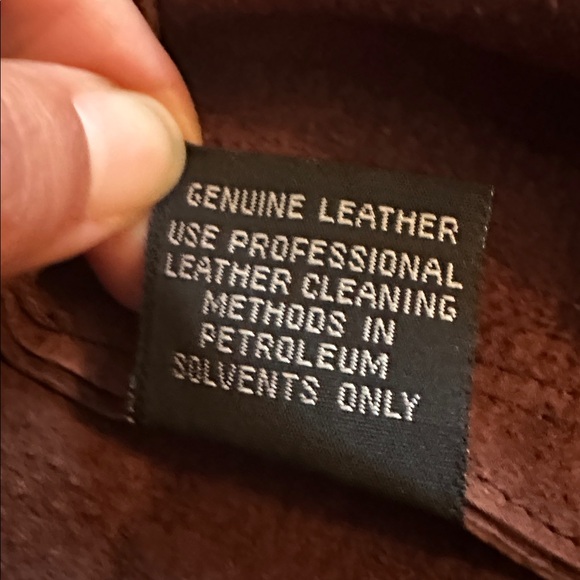 GENUINE LEATHER
USE PROFESSIONAL
LEATHER CLEANING
METHODS IN
PETROLEUM
SOLVENTS ONLY